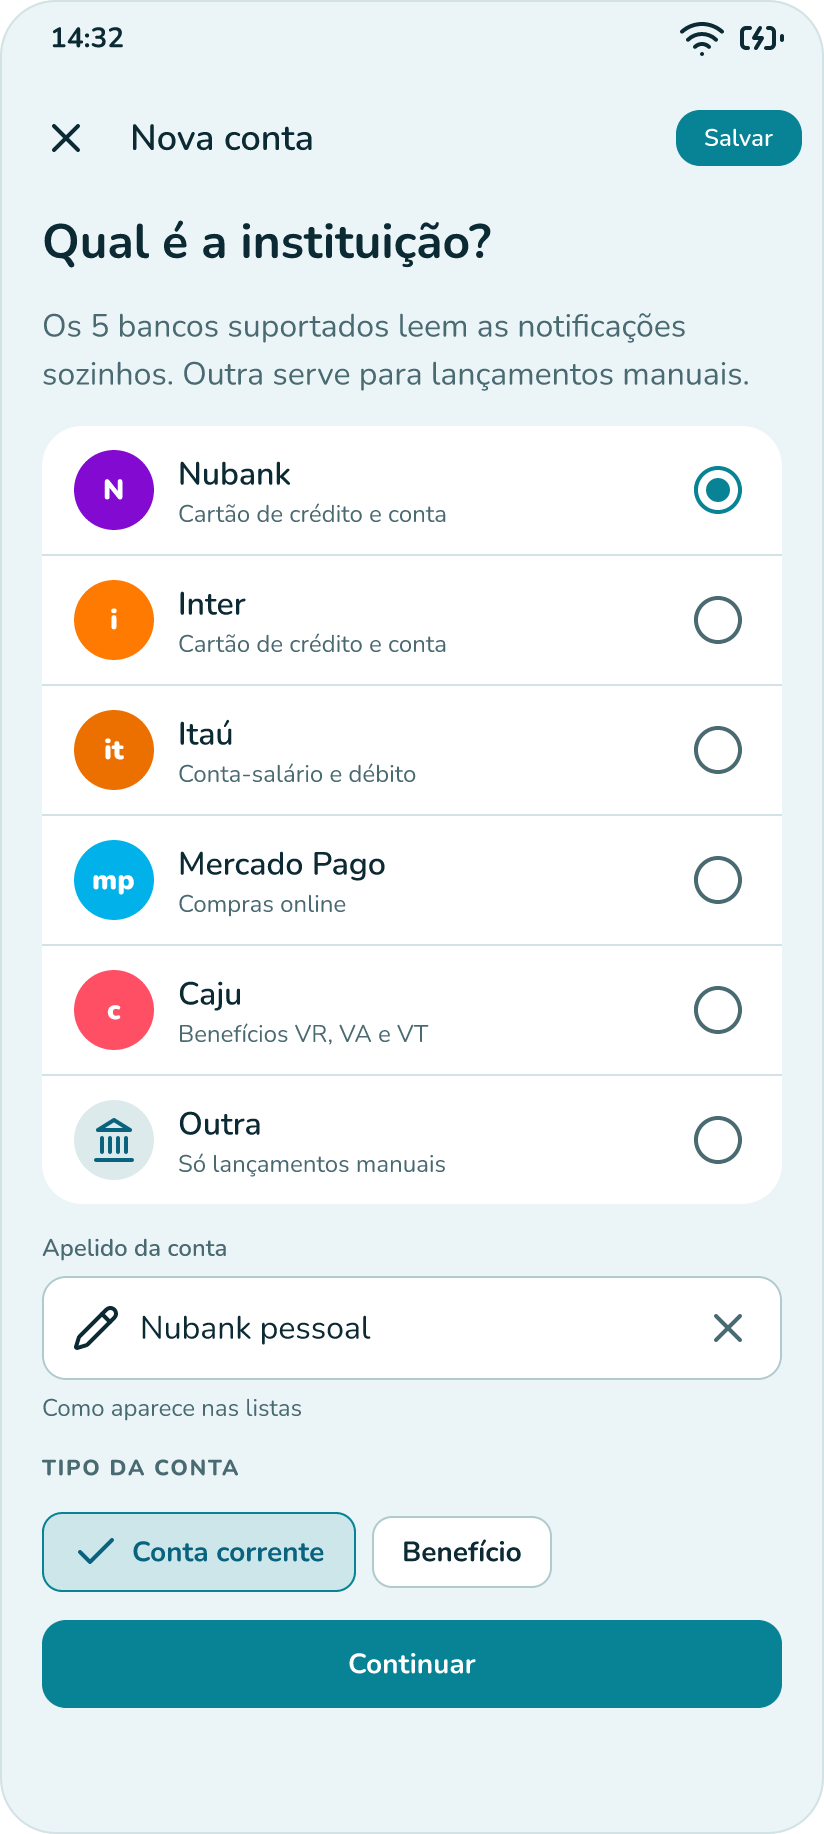 14:32
Nova conta
Salvar
Qual é a instituição?
Os 5 bancos suportados leem as notificações
sozinhos. Outra serve para lançamentos manuais.
N
Nubank
Cartão de crédito e conta
i
Inter
Cartão de crédito e conta
it
Itaú
Conta-salário e débito
mp
Mercado Pago
Compras online
c
Caju
Benefícios VR, VA e VT
Outra
Só lançamentos manuais
Apelido da conta
Nubank pessoal
Como aparece nas listas
TIPO DA CONTA
Conta corrente
Benefício
Continuar